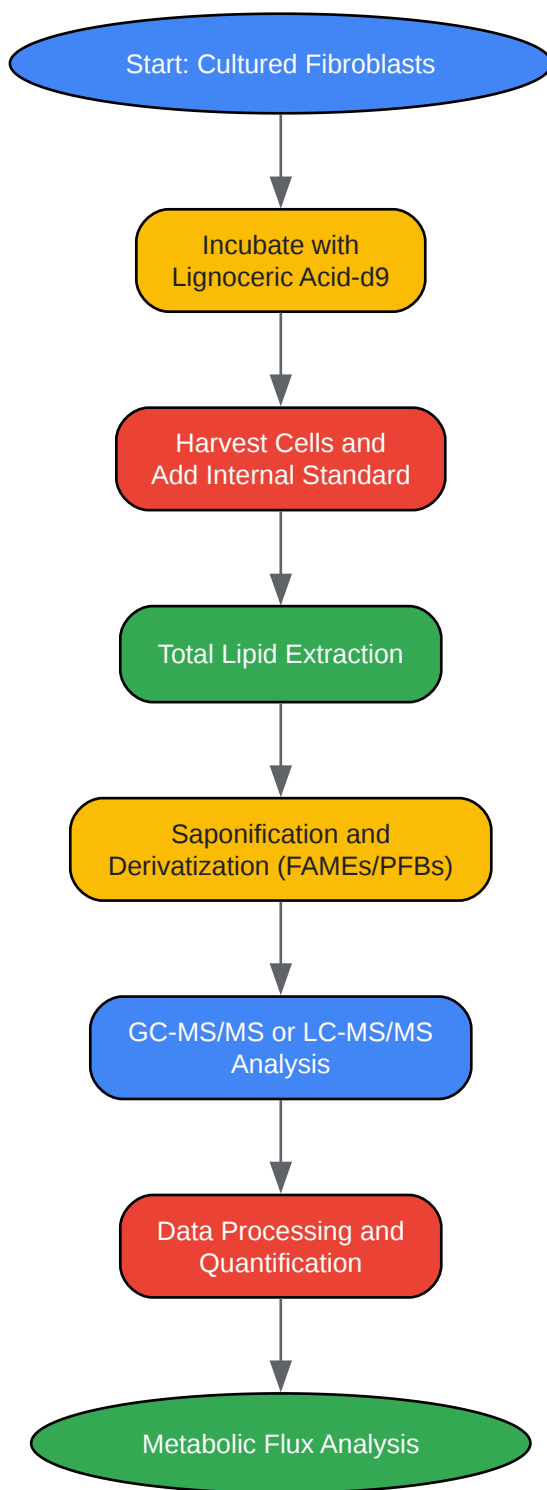 Start: Cultured Fibroblasts
Incubate with
Lignoceric Acid-d9
Harvest Cells and
Add Internal Standard
Total Lipid Extraction
Saponification and
Derivatization (FAMEs/PFBs)
GC-MS/MS or LC-MS/MS
Analysis
Data Processing and
Quantification
Metabolic Flux Analysis